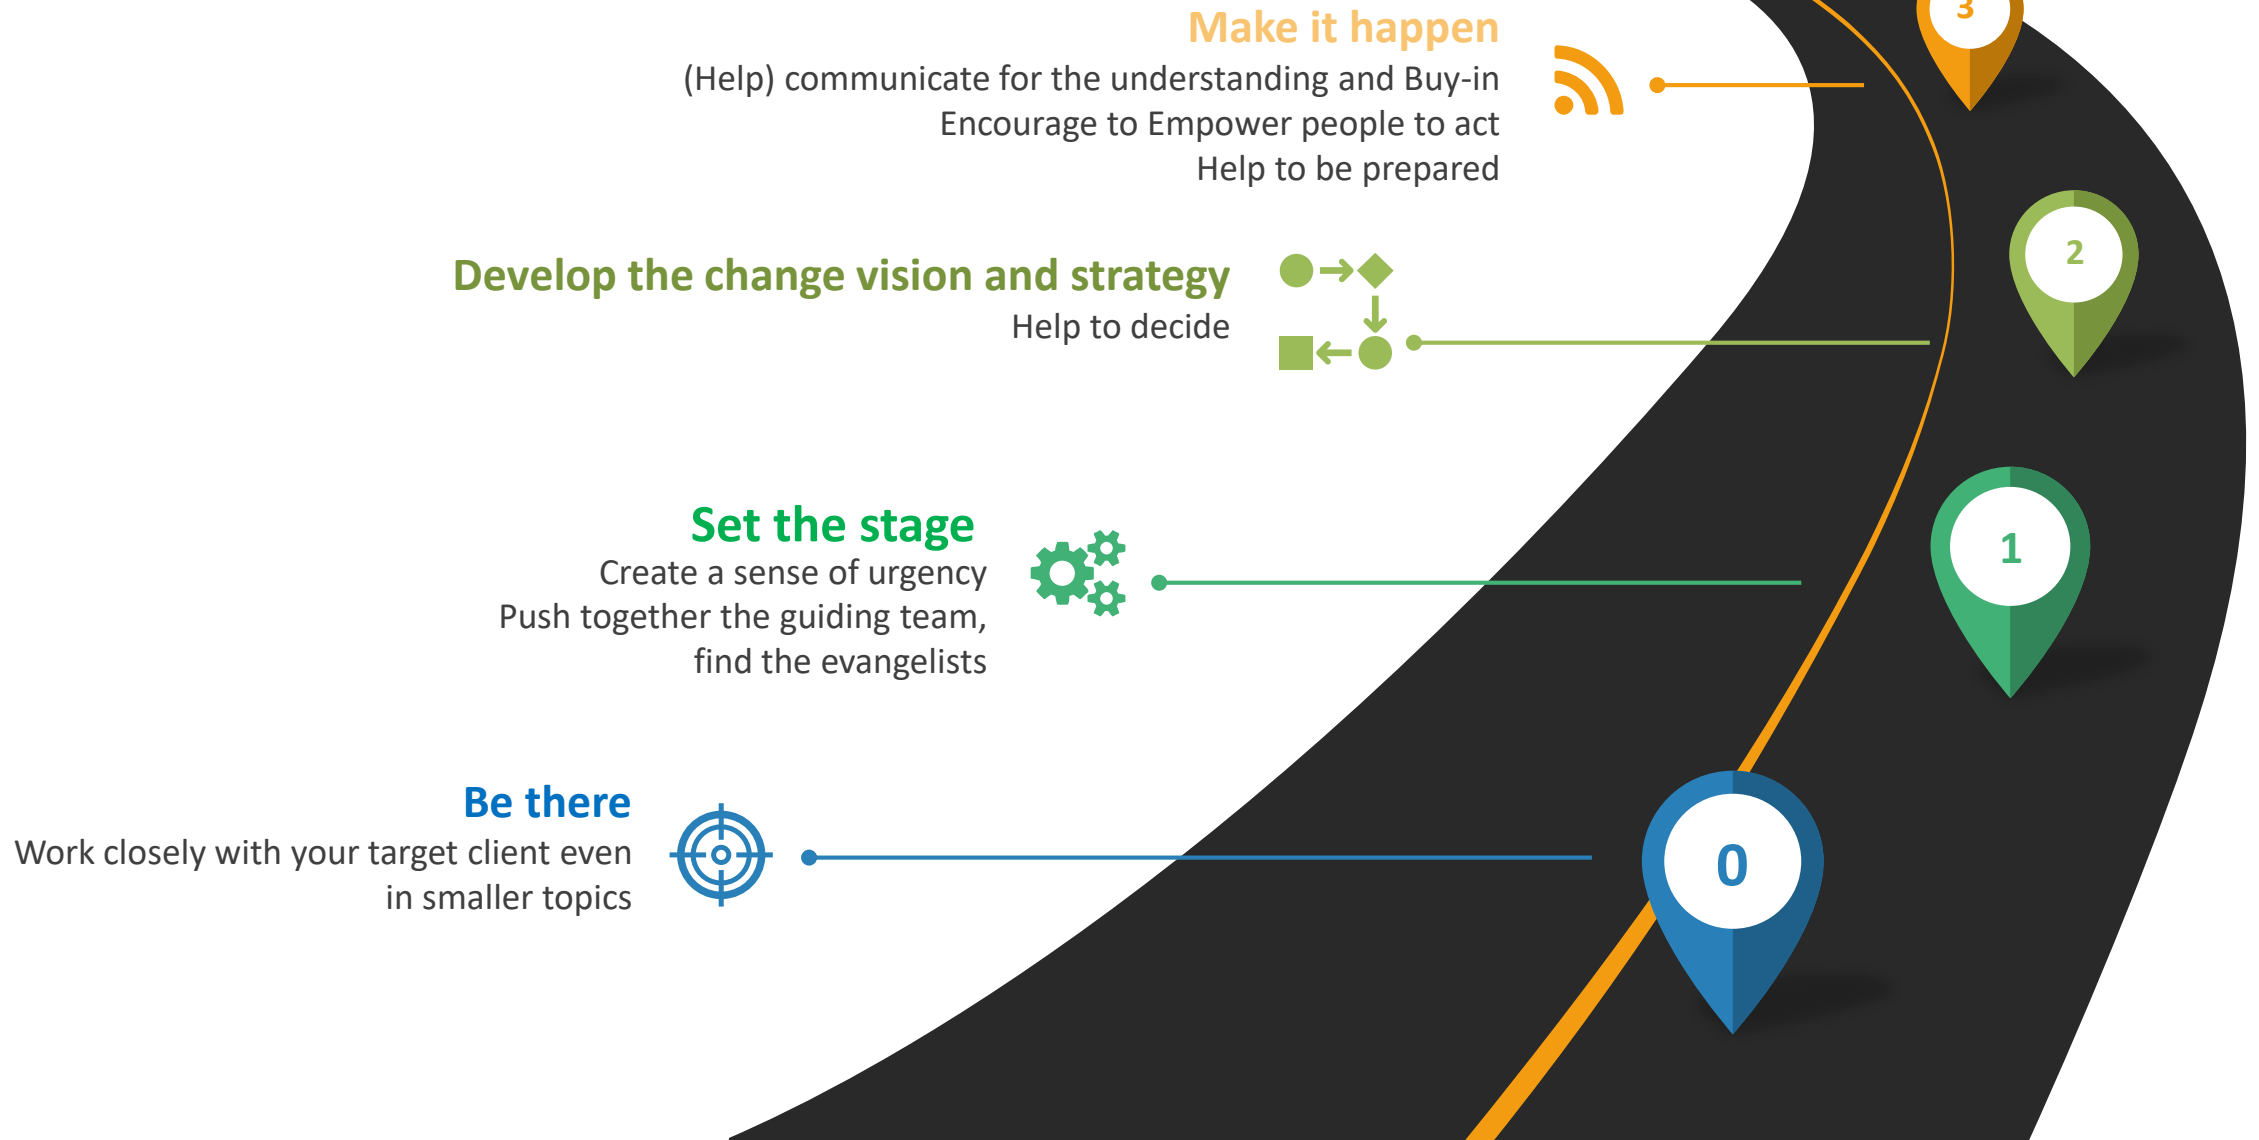 Make it happen
(Help) communicate for the understanding and Buy-in
Encourage to Empower people to act
Help to be prepared
3
Develop the change vision and strategy
Help to decide
2
Set the stage
Create a sense of urgency
Push together the guiding team,
find the evangelists
1
Be there
Work closely with your target client even
in smaller topics
0